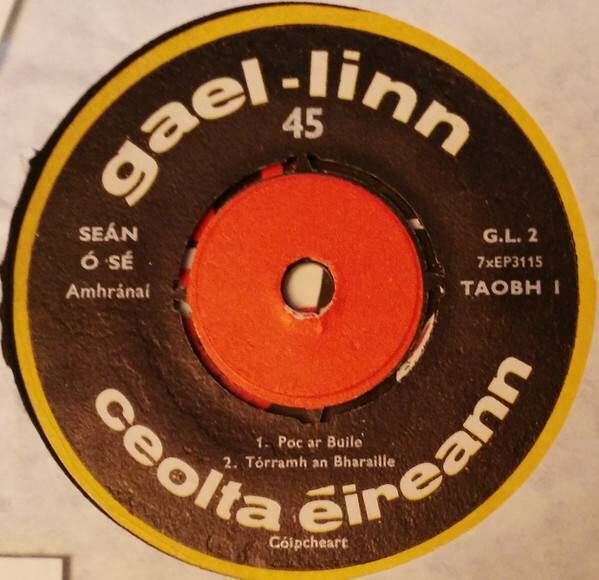 gael-linn
45
SEÁN
Ó SÉ
Amhránaí
G.L. 2
7xEP3115
TAOBH 1
1. Poc ar Buile
2. Tórramh an Bharaille
ceolta éireann
Cóipcheart